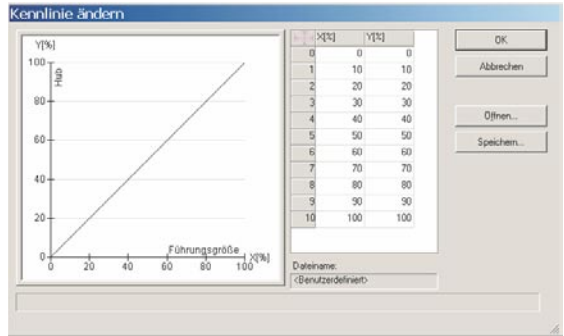 Kennlinie ändern
Y[%]
Hub
100
80
60
40
20
0
20 40 60 80 100
Führungsgröße
X[%]
X[%] Y[%]
0 0 0
1 10 10
2 20 20
3 30 30
4 40 40
5 50 50
6 60 60
7 70 70
8 80 80
9 90 90
10 100 100
Dateiname:
<Benutzerdefiniert>
OK
Abbrechen
Öffnen...
Speichern...